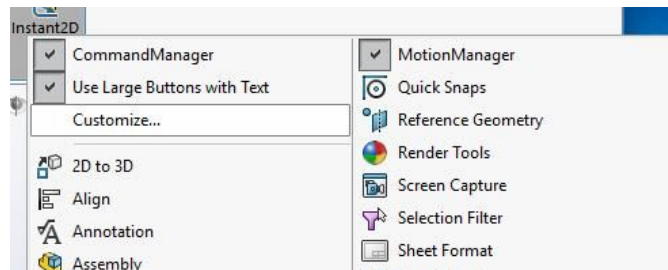 Instant2D
CommandManager
Use Large Buttons with Text
Customize...
2D to 3D
Align
Annotation
Assembly
MotionManager
Quick Snaps
Reference Geometry
Render Tools
Screen Capture
Selection Filter
Sheet Format